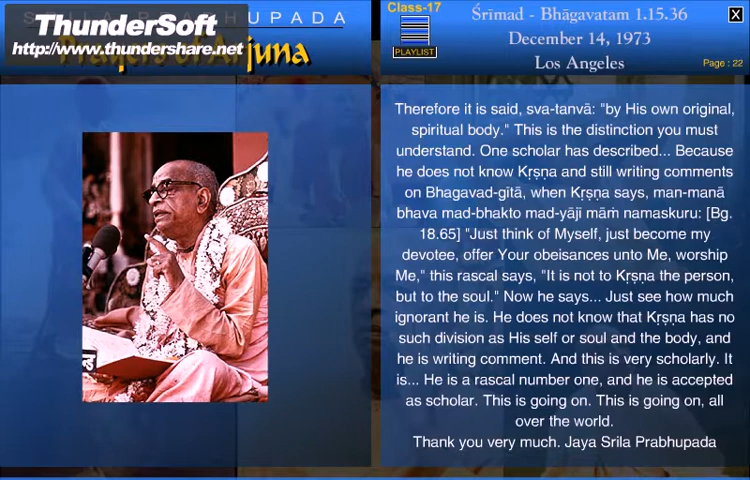 ThunderSoft
http://www.thundershare.net
PRABHUPADA
Prayers of Arjuna
Class-17
PLAYLIST
Śrīmad - Bhāgavatam 1.15.36
December 14, 1973
Los Angeles
X
Page : 22
Therefore it is said, sva-tanvā: "by His own original,
spiritual body." This is the distinction you must
understand. One scholar has described... Because
he does not know Kṛṣṇa and still writing comments
on Bhagavad-gītā, when Kṛṣṇa says, man-manā
bhava mad-bhakto mad-yājī māṁ namaskuru: [Bg.
18.65] "Just think of Myself, just become my
devotee, offer Your obeisances unto Me, worship
Me," this rascal says, "It is not to Kṛṣṇa the person,
but to the soul." Now he says... Just see how much
ignorant he is. He does not know that Kṛṣṇa has no
such division as His self or soul and the body, and
he is writing comment. And this is very scholarly. It
is... He is a rascal number one, and he is accepted
as scholar. This is going on. This is going on, all
over the world.
Thank you very much. Jaya Srila Prabhupada